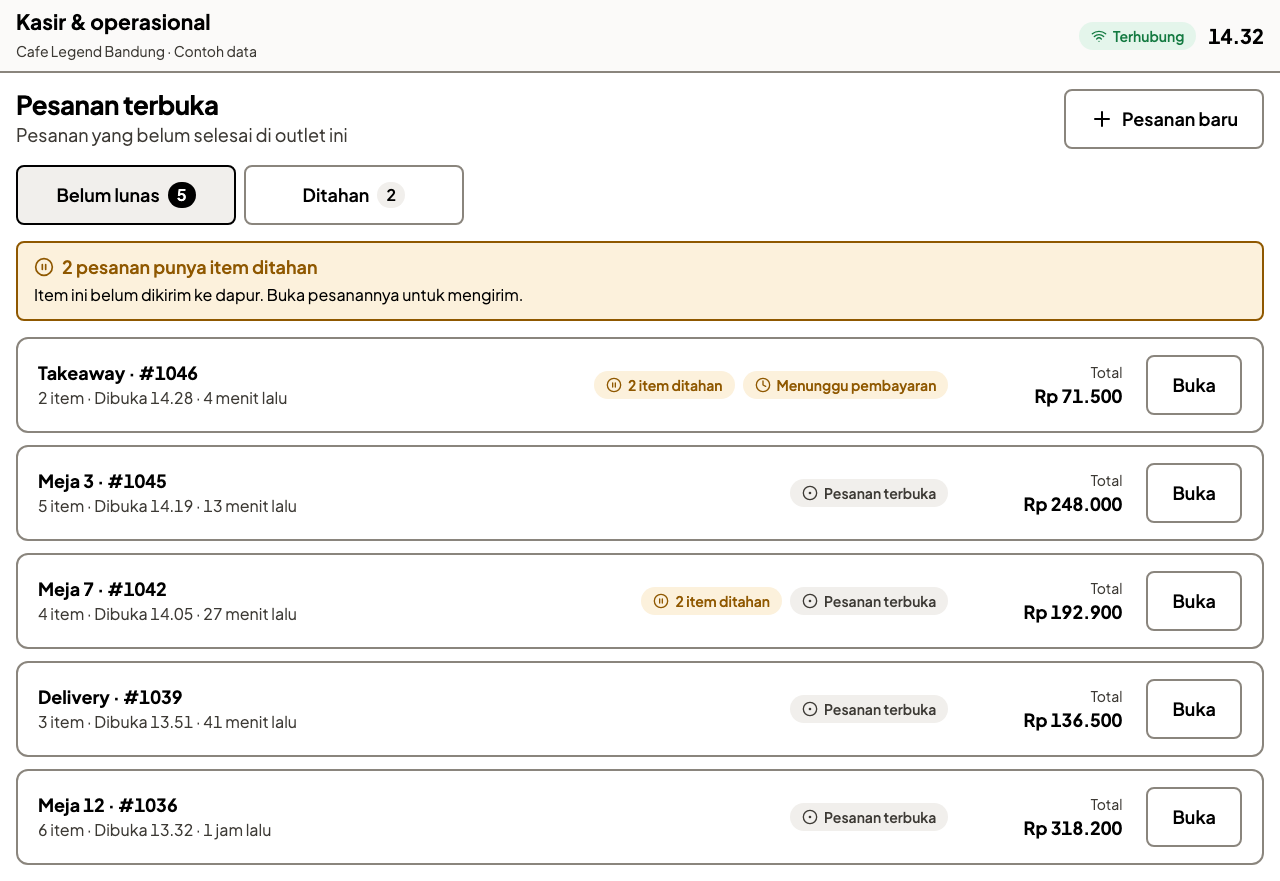 Kasir & operasional
Cafe Legend Bandung · Contoh data
Terhubung
14.32
Pesanan terbuka
Pesanan yang belum selesai di outlet ini
Pesanan baru
Belum lunas 5
Ditahan 2
2 pesanan punya item ditahan
Item ini belum dikirim ke dapur. Buka pesanannya untuk mengirim.
Takeaway · #1046
2 item · Dibuka 14.28 · 4 menit lalu
2 item ditahan
Menunggu pembayaran
Total
Rp 71.500
Buka
Meja 3 · #1045
5 item · Dibuka 14.19 · 13 menit lalu
Pesanan terbuka
Total
Rp 248.000
Buka
Meja 7 · #1042
4 item · Dibuka 14.05 · 27 menit lalu
2 item ditahan
Pesanan terbuka
Total
Rp 192.900
Buka
Delivery · #1039
3 item · Dibuka 13.51 · 41 menit lalu
Pesanan terbuka
Total
Rp 136.500
Buka
Meja 12 · #1036
6 item · Dibuka 13.32 · 1 jam lalu
Pesanan terbuka
Total
Rp 318.200
Buka